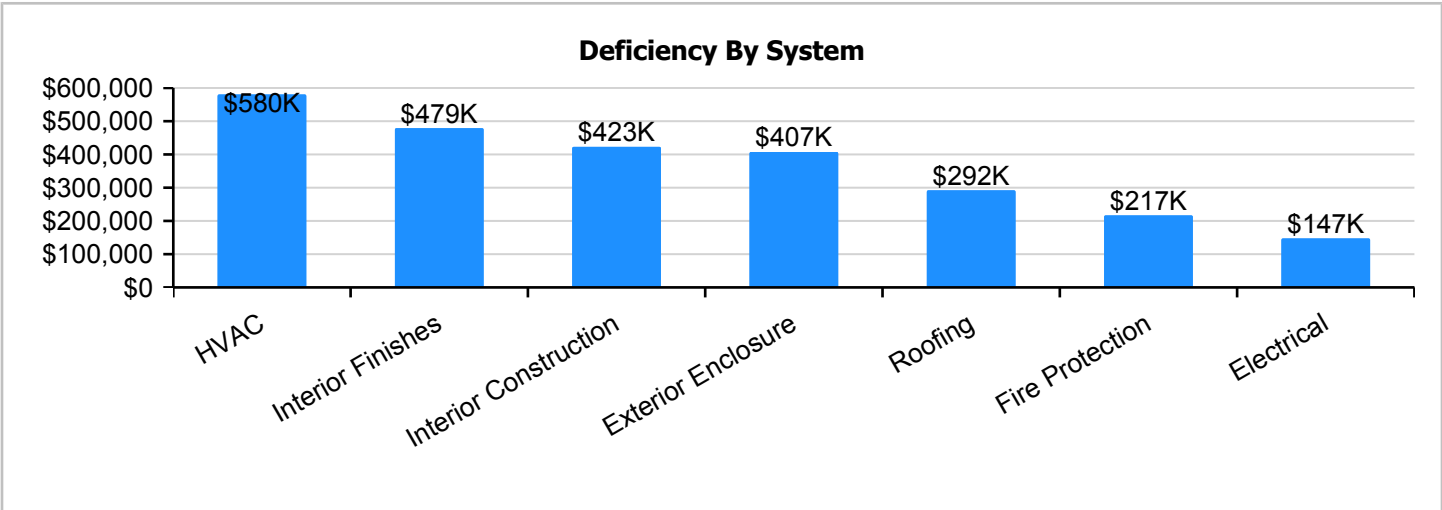 Deficiency By System
$600,000
$500,000
$400,000
$300,000
$200,000
$100,000
$0
$580K
$479K
$423K
$407K
$292K
$217K
$147K
HVAC
Interior Finishes
Interior Construction
Exterior Enclosure
Roofing
Fire Protection
Electrical